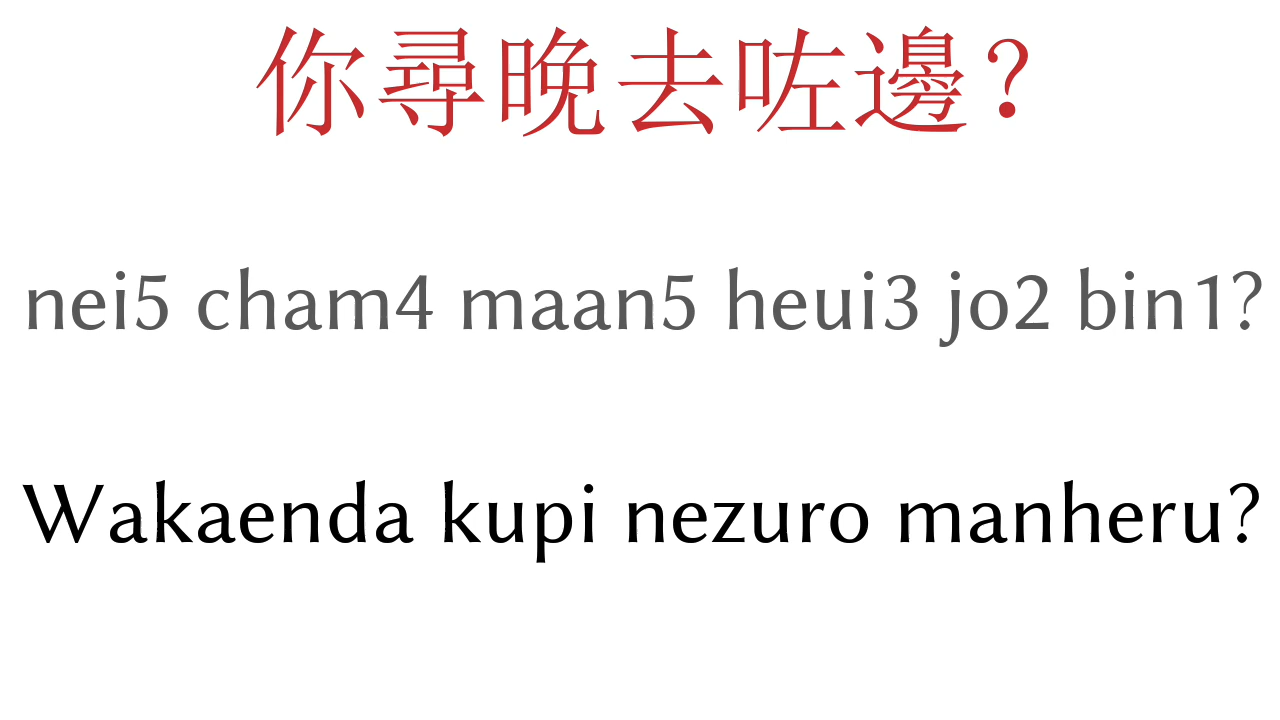 你尋晚去咗邊？
nei5 cham4 maan5 heui3 jo2 bin1?
Wakaenda kupi nezuro manheru?